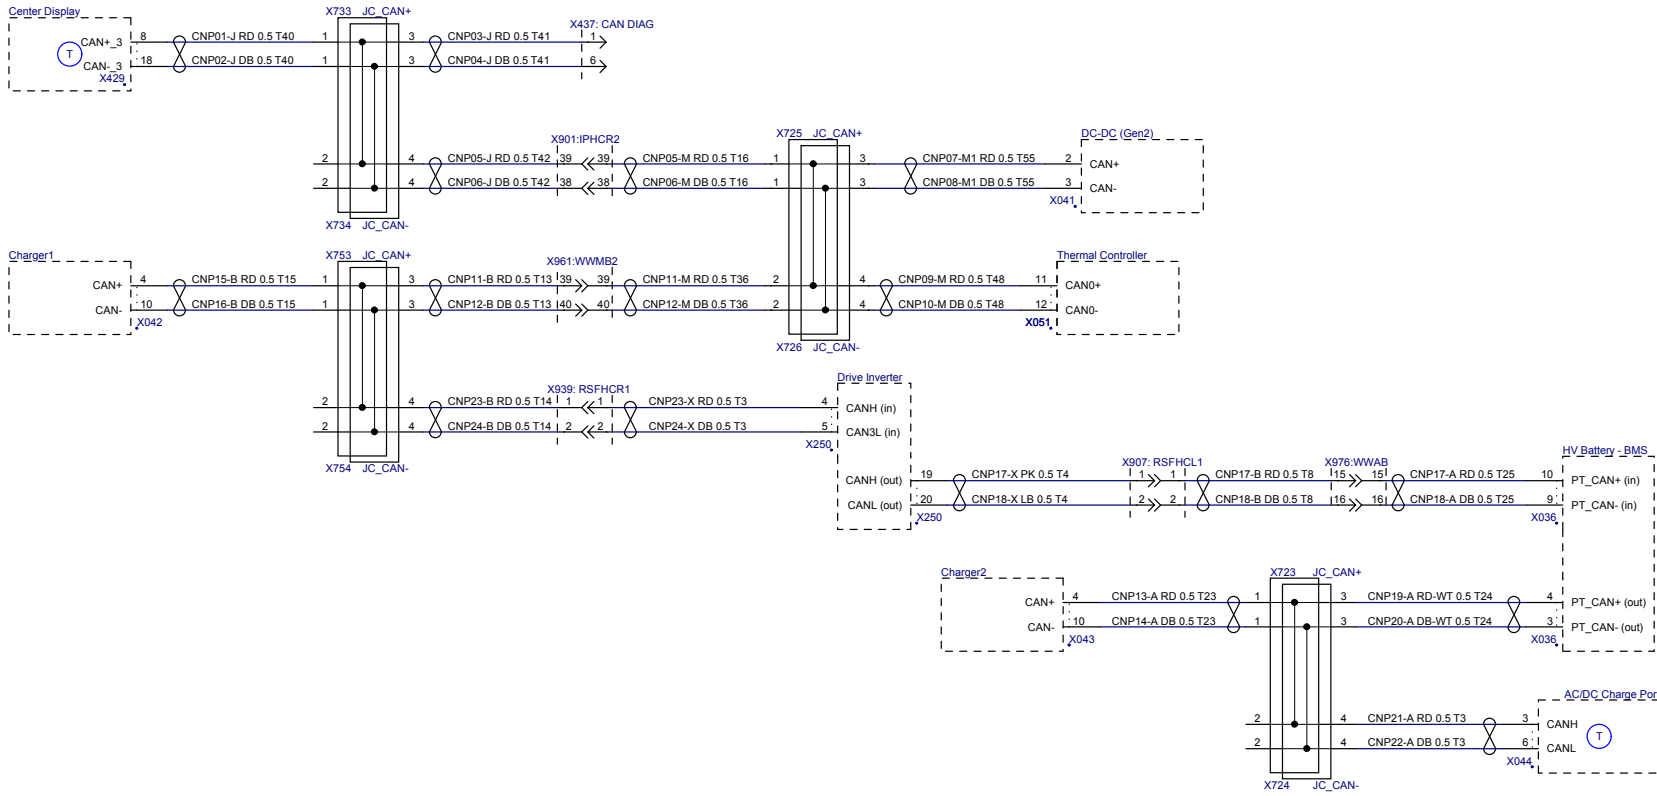 Center Display
CAN+_3
CAN-_3
T
X429
8 CNP01-J RD 0.5 T40 1
18 CNP02-J DB 0.5 T40 1
X733 JC_CAN+
3 CNP03-J RD 0.5 T41 1
3 CNP04-J DB 0.5 T41 6
X437: CAN DIAG
2 4 CNP05-J RD 0.5 T42 39 39 CNP05-M RD 0.5 T16 1
2 4 CNP06-J DB 0.5 T42 38 38 CNP06-M DB 0.5 T16 1
X901:IPHCR2
X734 JC_CAN-
X725 JC_CAN+
3 CNP07-M1 RD 0.5 T55 2 CAN+
3 CNP08-M1 DB 0.5 T55 3 CAN-
DC-DC (Gen2)
X041
Charger1
CAN+ 4 CNP15-B RD 0.5 T15 1
CAN- 10 CNP16-B DB 0.5 T15 1
X042
X753 JC_CAN+
3 CNP11-B RD 0.5 T13 39 39 CNP11-M RD 0.5 T36 2
3 CNP12-B DB 0.5 T13 40 40 CNP12-M DB 0.5 T36 2
X961:WWMB2
4 CNP09-M RD 0.5 T48 11 CAN0+
4 CNP10-M DB 0.5 T48 12 CAN0-
Thermal Controller
X051
X726 JC_CAN-
2 4 CNP23-B RD 0.5 T14 1 1 CNP23-X RD 0.5 T3 4 CANH (in)
2 4 CNP24-B DB 0.5 T14 2 2 CNP24-X DB 0.5 T3 5 CAN3L (in)
X939: RSFHCR1
Drive Inverter
X250
X754 JC_CAN-
CANH (out) 19 CNP17-X PK 0.5 T4 1 1 CNP17-B RD 0.5 T8 15 15 CNP17-A RD 0.5 T25 10 PT_CAN+ (in)
CANL (out) 20 CNP18-X LB 0.5 T4 2 2 CNP18-B DB 0.5 T8 16 16 CNP18-A DB 0.5 T25 9 PT_CAN- (in)
X250
X907: RSFHCL1
X976:WWAB
HV Battery - BMS
X036
Charger2
CAN+ 4 CNP13-A RD 0.5 T23 1
CAN- 10 CNP14-A DB 0.5 T23 1
X043
X723 JC_CAN+
3 CNP19-A RD-WT 0.5 T24 4 PT_CAN+ (out)
3 CNP20-A DB-WT 0.5 T24 3 PT_CAN- (out)
X036
AC/DC Charge Por
2 4 CNP21-A RD 0.5 T3 3 CANH
2 4 CNP22-A DB 0.5 T3 6 CANL
T
X044
X724 JC_CAN-